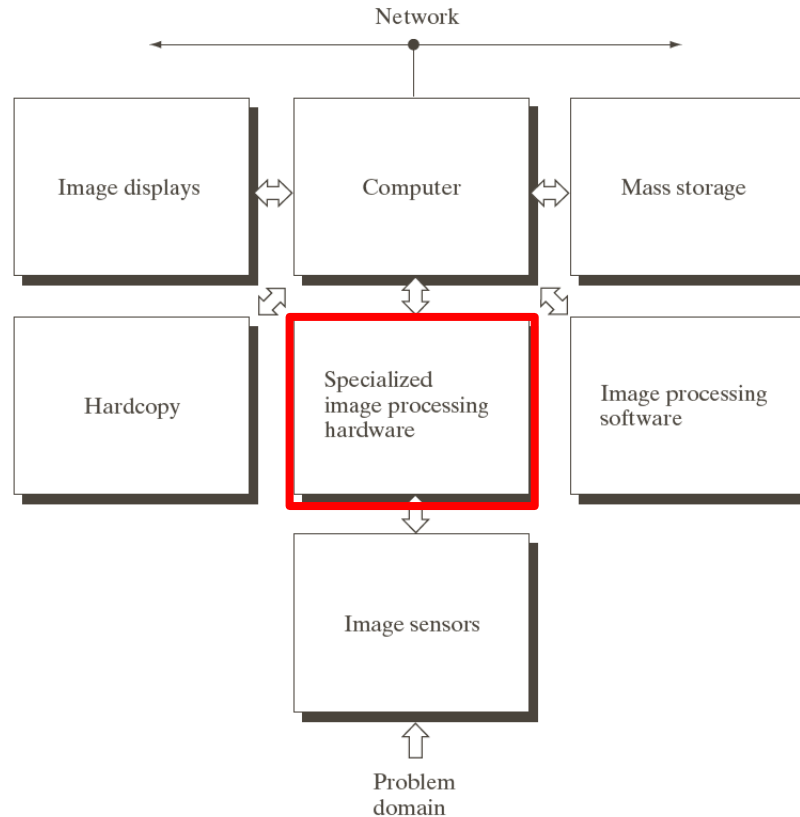 Network
Image displays
Computer
Mass storage
Hardcopy
Specialized
image processing
hardware
Image processing
software
Image sensors
Problem
domain